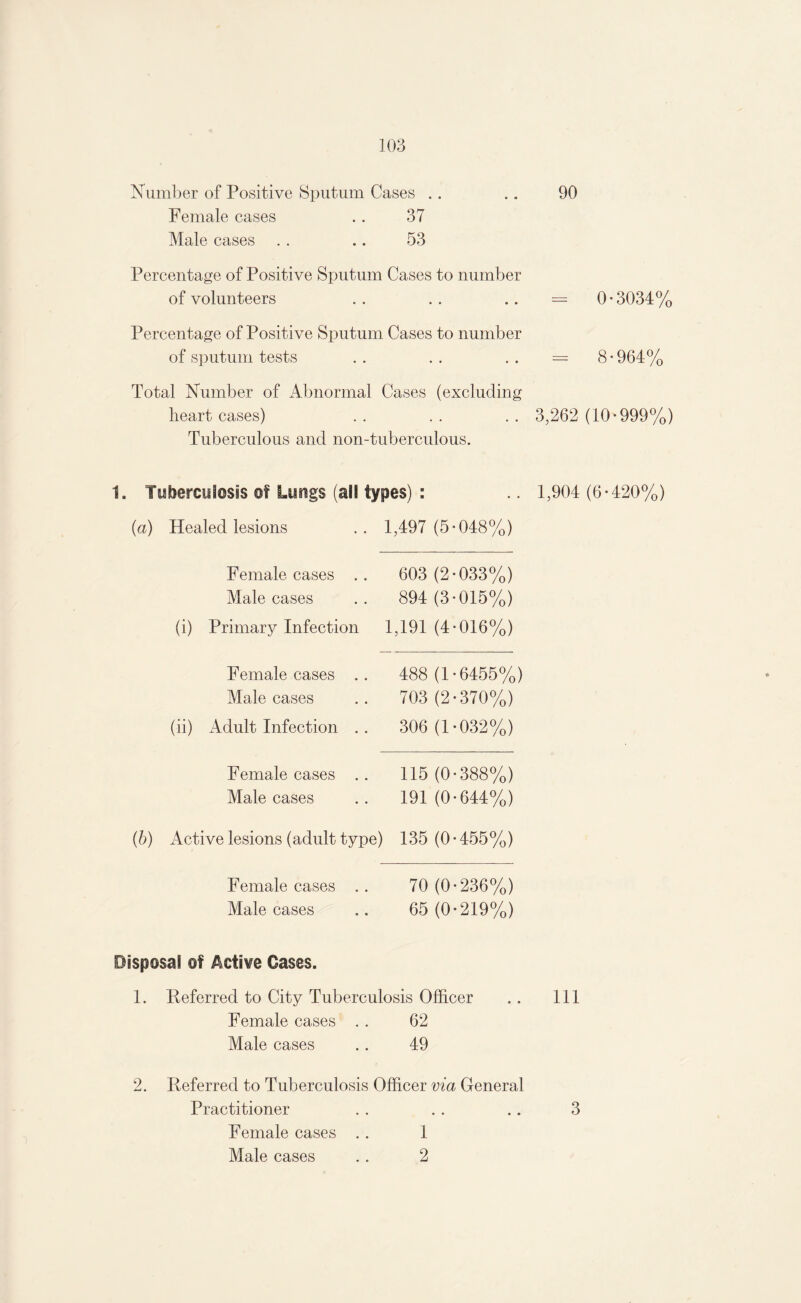 103
Number of Positive Sputum Cases . . . . 90
Female cases . . 37
Male cases . . . . 53
Percentage of Positive Sputum Cases to number
of volunteers . . . . . . = 0·3034%
Percentage of Positive Sputum Cases to number
of sputum tests . . . . . . = 8·964%
Total Number of Abnormal Cases (excluding
heart cases) . . . . . . 3,262 (10·999%)
Tuberculous and non-tuberculous.
1. Tuberculosis of Lungs (all types) : . . 1,904 (6·420%)
(a) Healed lesions . . 1,497 (5·048%)
Female cases . . 603 (2·033%)
Male cases . . 894 (3·015%)
(i) Primary Infection 1,191 (4·016%)
Female cases . . 488 (1·6455%)
Male cases . . 703 (2·370%)
(ii) Adult Infection . . 306 (1·032%)
Female cases . . 115 (0·388%)
Male cases . . 191 (0·644%)
(b) Active lesions (adult type) 135 (0·455%)
Female cases . . 70 (0·236%)
Male cases . . 65 (0·219%)
Disposal of Active Cases.
1. Referred to City Tuberculosis Officer . . 111
Female cases . . 62
Male cases . . 49
2. Referred to Tuberculosis Officer via General
Practitioner . . . . . . 3
Female cases . . 1
Male cases . . 2